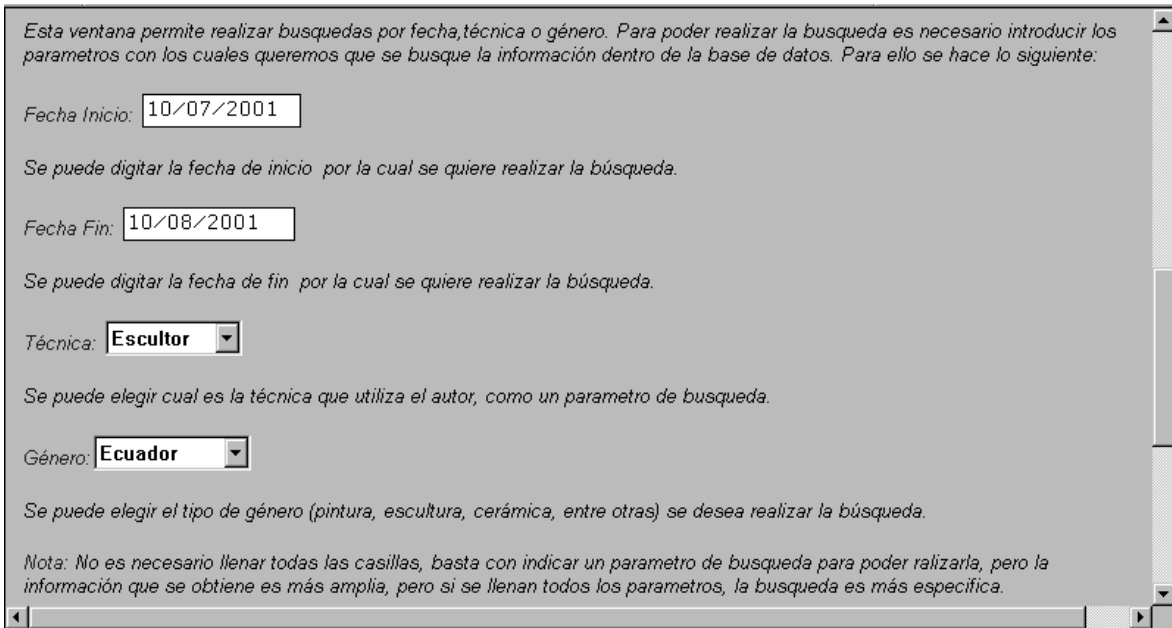 Esta ventana permite realizar busquedas por fecha,técnica o género. Para poder realizar la busqueda es necesario introducir los
parametros con los cuales queremos que se busque la información dentro de la base de datos. Para ello se hace lo siguiente:
Fecha Inicio: 10/07/2001
Se puede digitar la fecha de inicio por la cual se quiere realizar la búsqueda.
Fecha Fin: 10/08/2001
Se puede digitar la fecha de fin por la cual se quiere realizar la búsqueda.
Técnica: Escultor
Se puede elegir cual es la técnica que utiliza el autor, como un parametro de busqueda.
Género: Ecuador
Se puede elegir el tipo de género (pintura, escultura, cerámica, entre otras) se desea realizar la búsqueda.
Nota: No es necesario llenar todas las casillas, basta con indicar un parametro de busqueda para poder ralizarla, pero la
información que se obtiene es más amplia, pero si se llenan todos los parametros, la busqueda es más especifica.